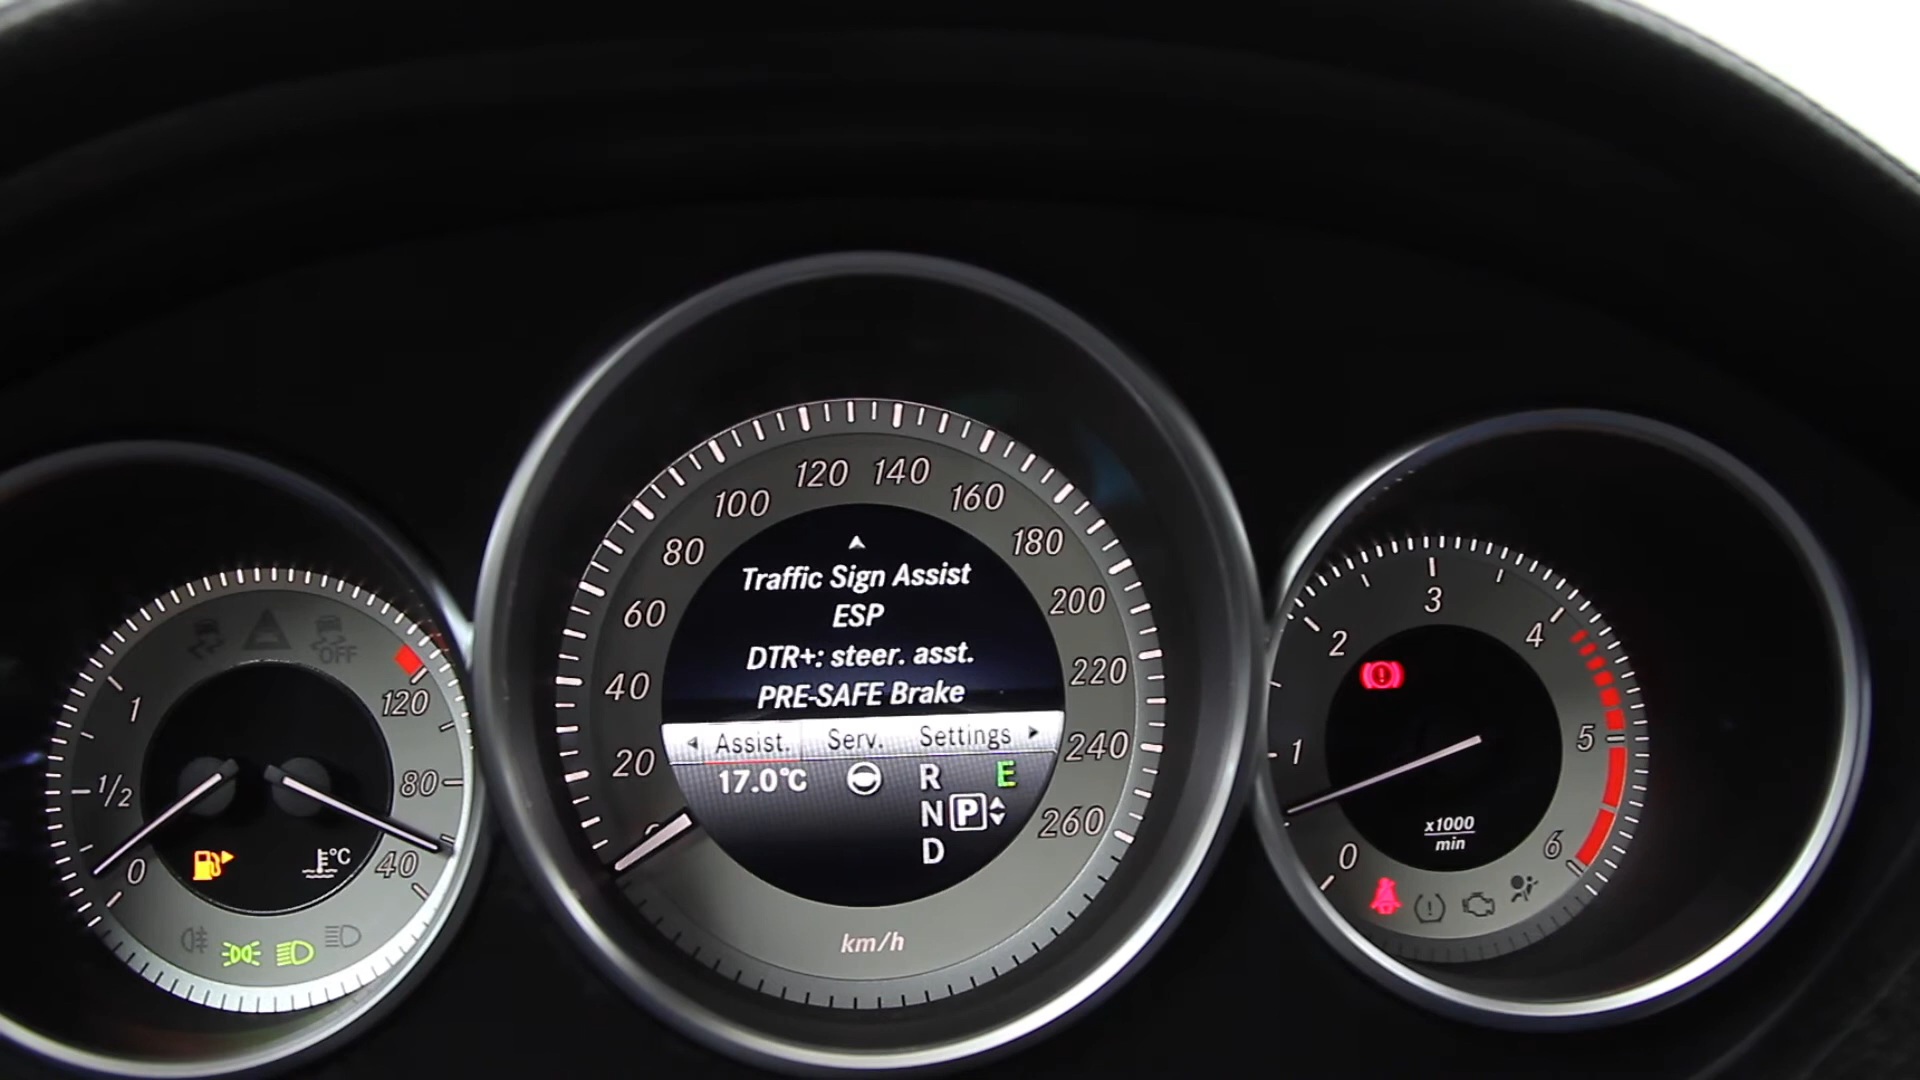 OFF
1
1/2
0
120
80
40
°C
20
40
60
80
100
120
140
160
180
200
220
240
260
Traffic Sign Assist
ESP
DTR+: steer. asst.
PRE-SAFE Brake
Assist. Serv. Settings
17.0°C R E
N P
D
km/h
0
1
2
3
4
5
6
x1000
min